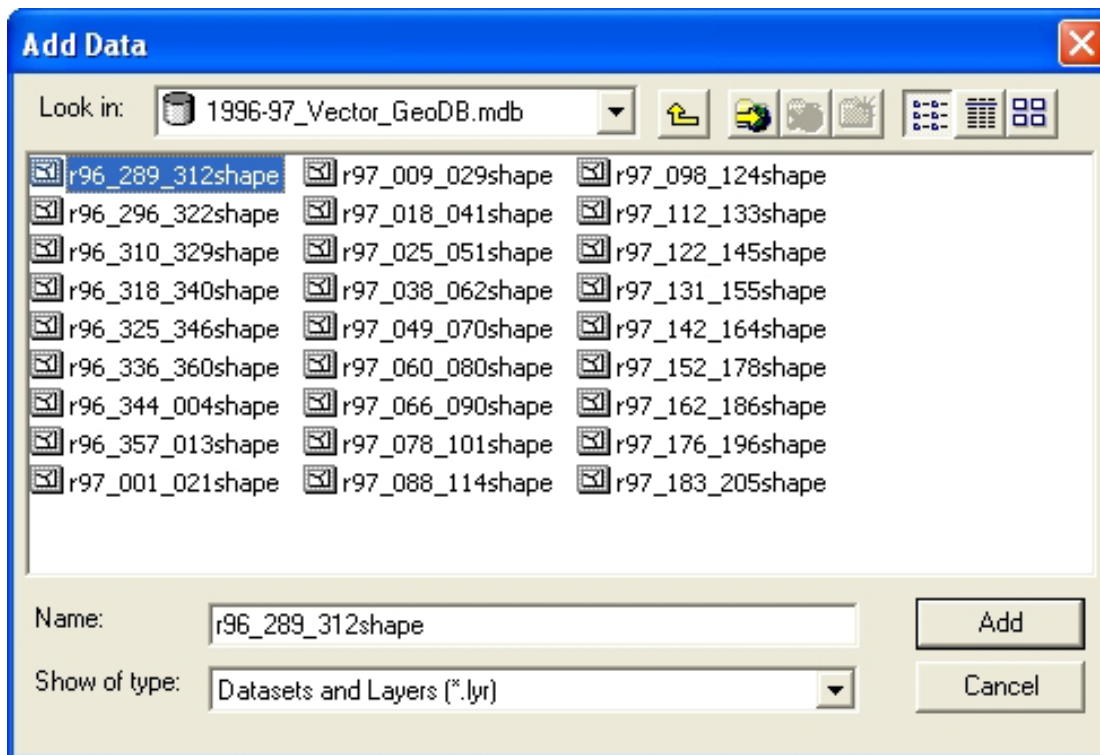 Add Data
Look in: 1996-97_Vector_GeoDB.mdb
r96_289_312shape r97_009_029shape r97_098_124shape
r96_296_322shape r97_018_041shape r97_112_133shape
r96_310_329shape r97_025_051shape r97_122_145shape
r96_318_340shape r97_038_062shape r97_131_155shape
r96_325_346shape r97_049_070shape r97_142_164shape
r96_336_360shape r97_060_080shape r97_152_178shape
r96_344_004shape r97_066_090shape r97_162_186shape
r96_357_013shape r97_078_101shape r97_176_196shape
r97_001_021shape r97_088_114shape r97_183_205shape
Name: r96_289_312shape Add
Show of type: Datasets and Layers (*.lyr) Cancel